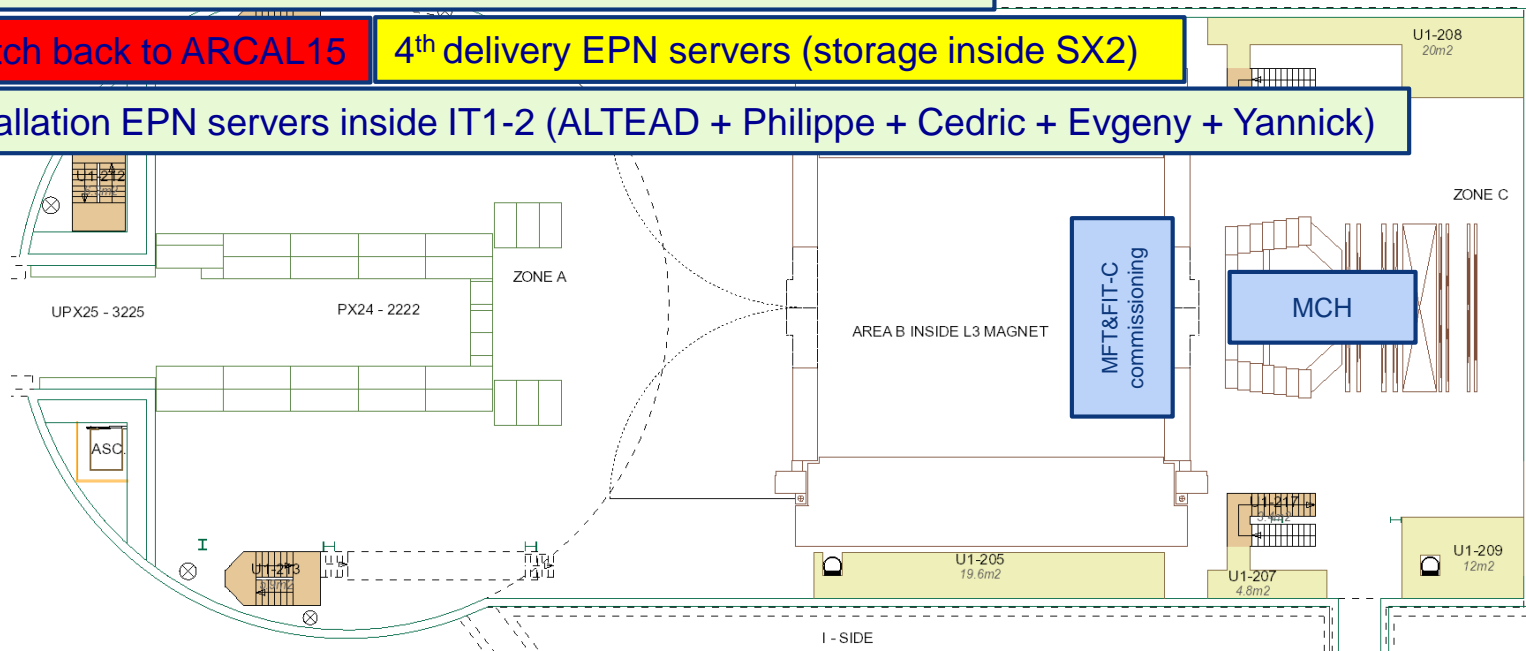 tch back to ARCAL15
4th delivery EPN servers (storage inside SX2)
U1-208
20m2
allation EPN servers inside IT1-2 (ALTEAD + Philippe + Cedric + Evgeny + Yannick)
U1-212
ZONE C
ZONE A
UPX25 - 3225
PX24 - 2222
AREA B INSIDE L3 MAGNET
MFT&FIT-C
commissioning
MCH
ASC.
U1-217
3.4m2
U1-213
U1-205
19.6m2
U1-207
4.8m2
U1-209
12m2
I - SIDE